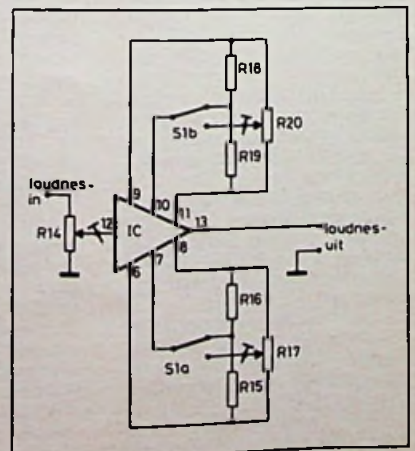 R18
S1b
R20
R19
loudnes-
in
9
10
11
12
13
R14
IC
loudnes-
uit
8
7
6
R16
S1a
R17
R15